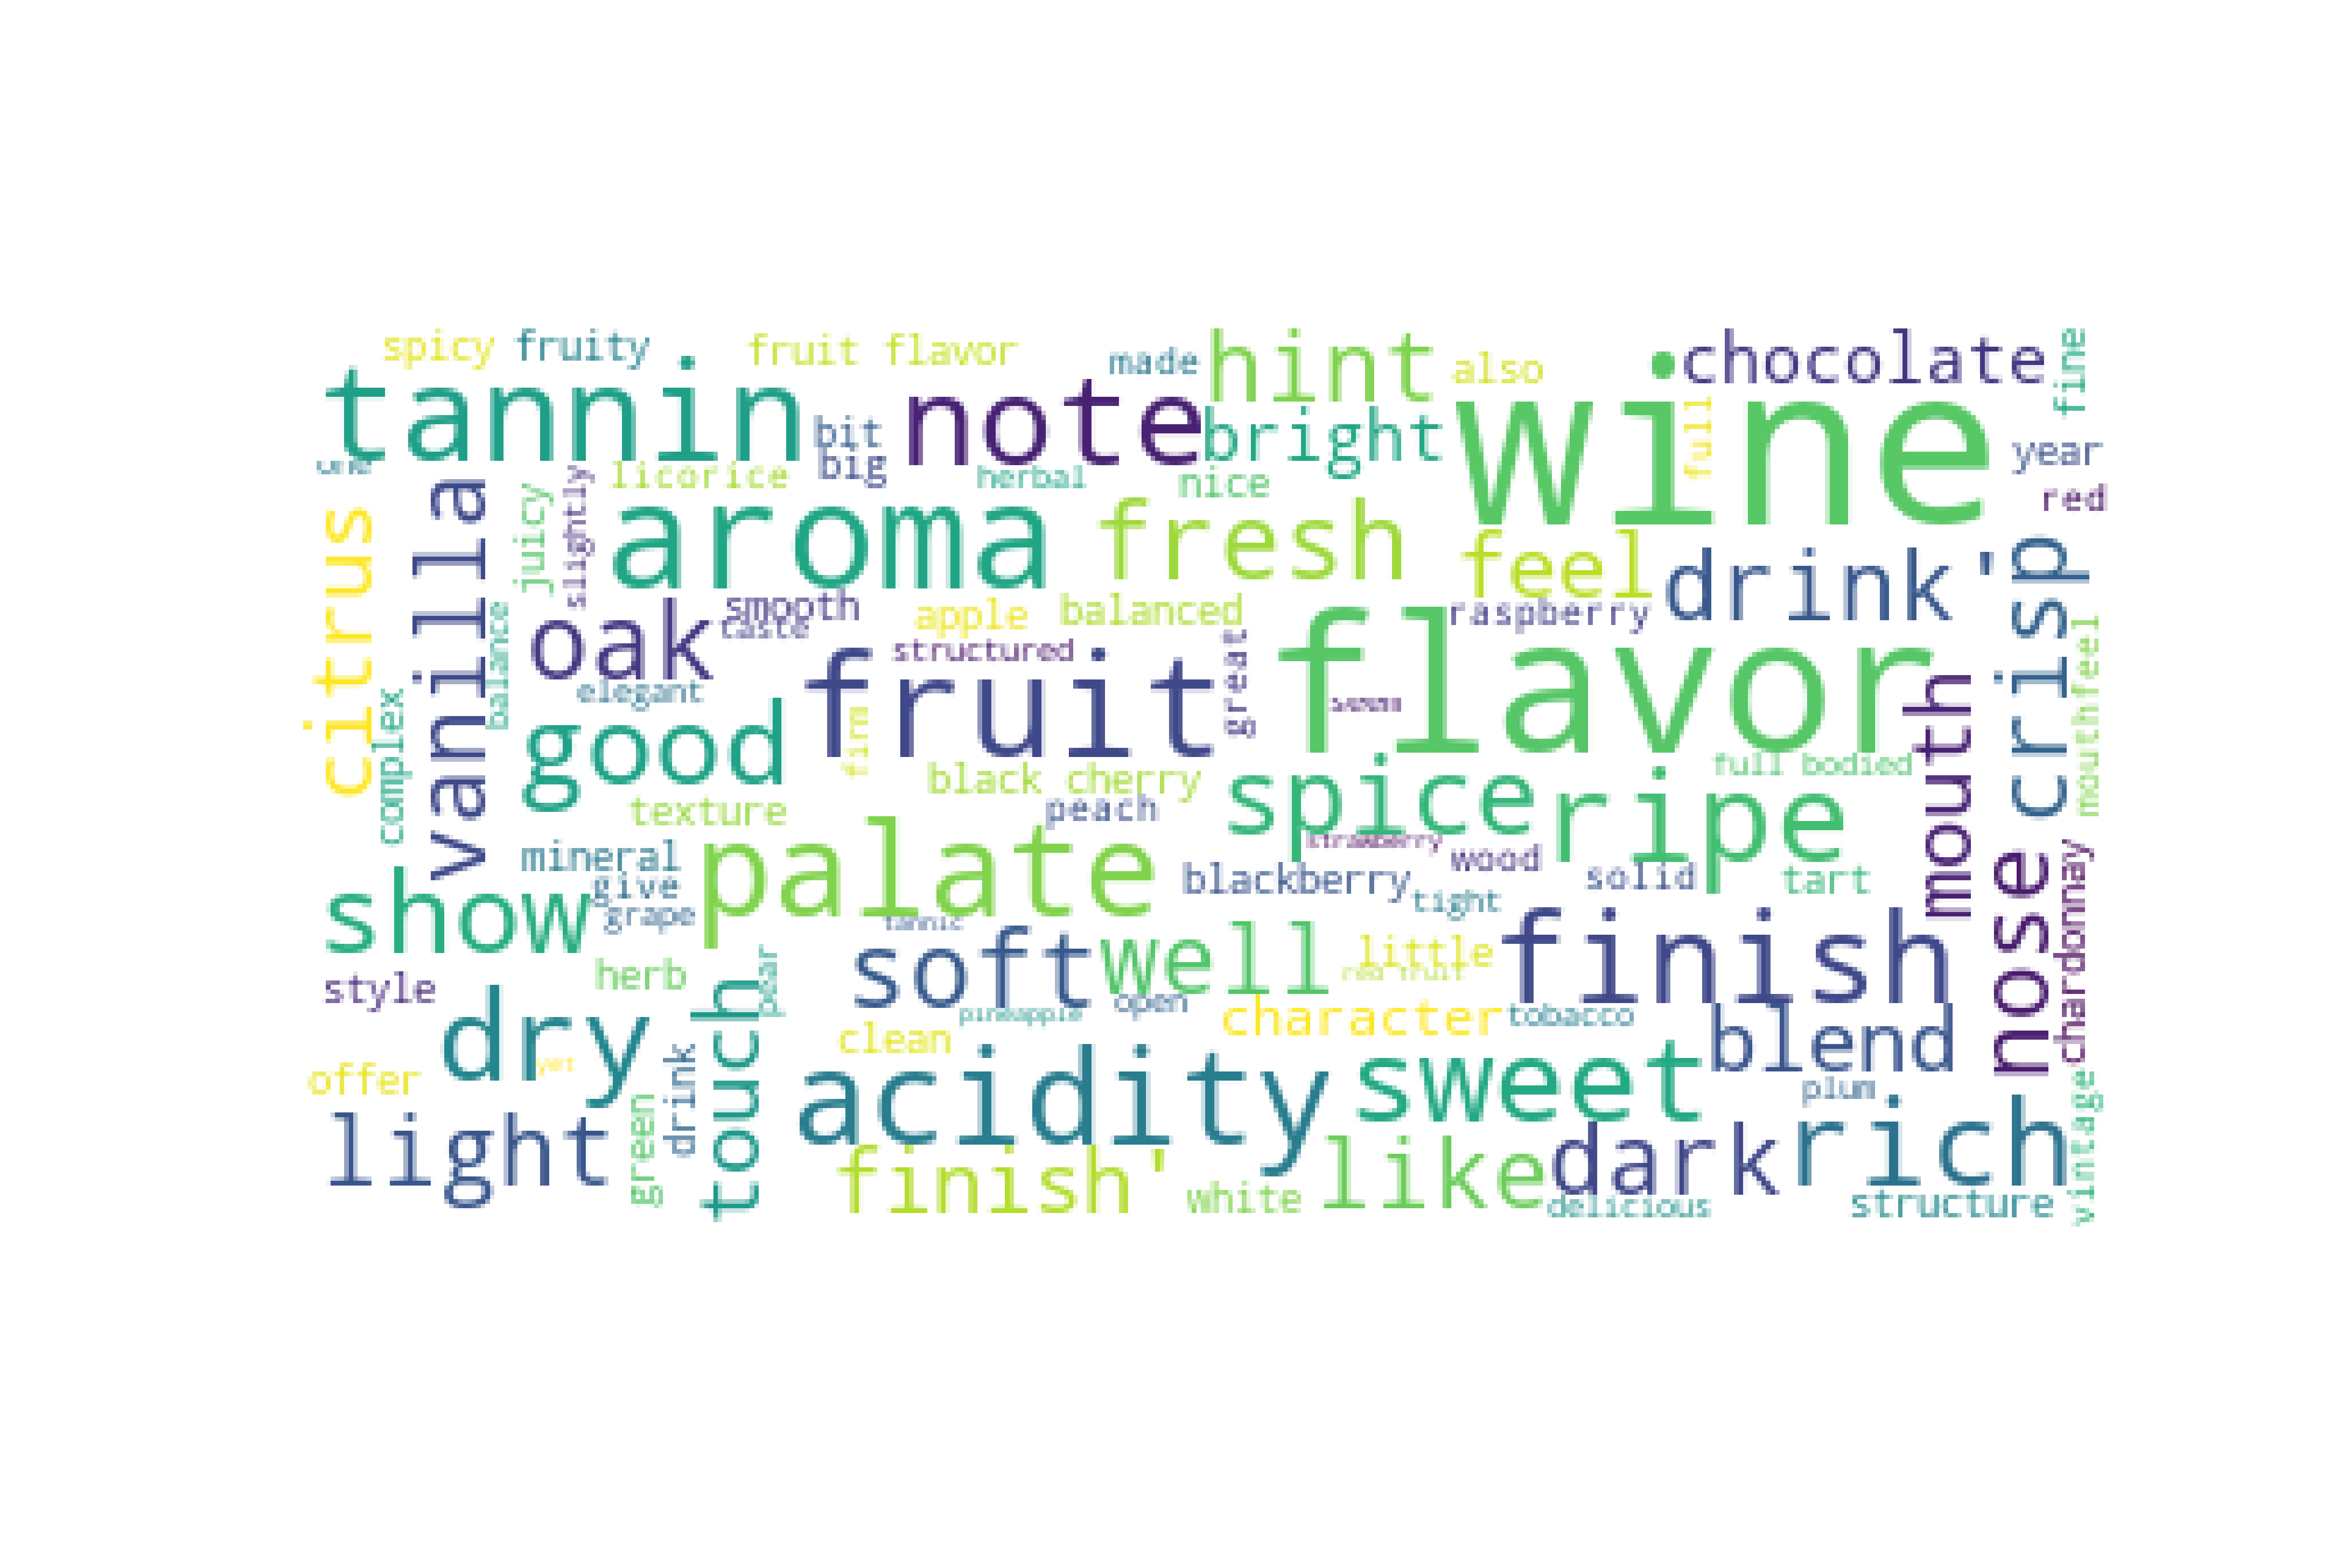 spicy fruity fruit flavor made hint also chocolate fine
tannin bit note bright wine full year
big licorice herbal nice red
citrus vanilla juicy slightly aroma fresh feel drink' crisp
oak smooth taste apple balanced raspberry
balance structured great flavor mouthfeel
complex elegant fruit mouth
good firm black cherry spice ripe full bodied
texture peach
mineral palate strawberry wood nose chardonnay
show give blackberry solid tart
grape tannic tight
style herb pear soft well little finish
red fruit
dry touch pineapple open character tobacco blend
offer yet clean
light green drink acidity sweet plum vintage
finish' like dark rich
white delicious structure